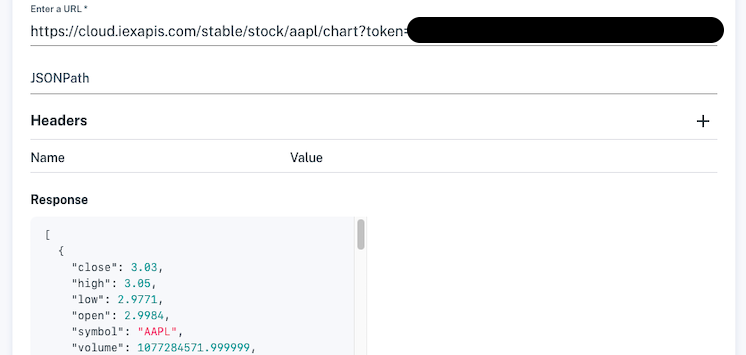 Enter a URL *
https://cloud.iexapis.com/stable/stock/aapl/chart?token=
JSONPath
Headers +
Name Value
Response
[
{
"close": 3.03,
"high": 3.05,
"low": 2.9771,
"open": 2.9984,
"symbol": "AAPL",
"volume": 1077284571.999999,